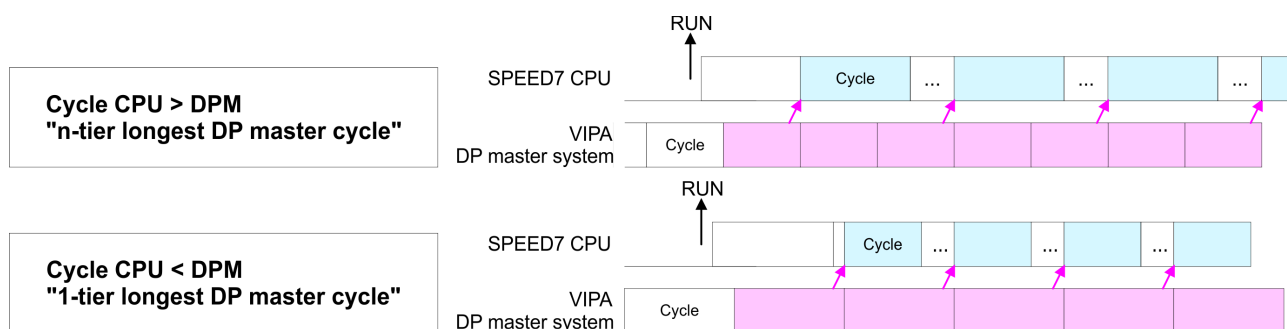 RUN
SPEED7 CPU
Cycle
...
...
...
Cycle CPU > DPM
"n-tier longest DP master cycle"
VIPA
DP master system
Cycle
RUN
SPEED7 CPU
Cycle
...
...
...
Cycle CPU < DPM
"1-tier longest DP master cycle"
VIPA
DP master system
Cycle